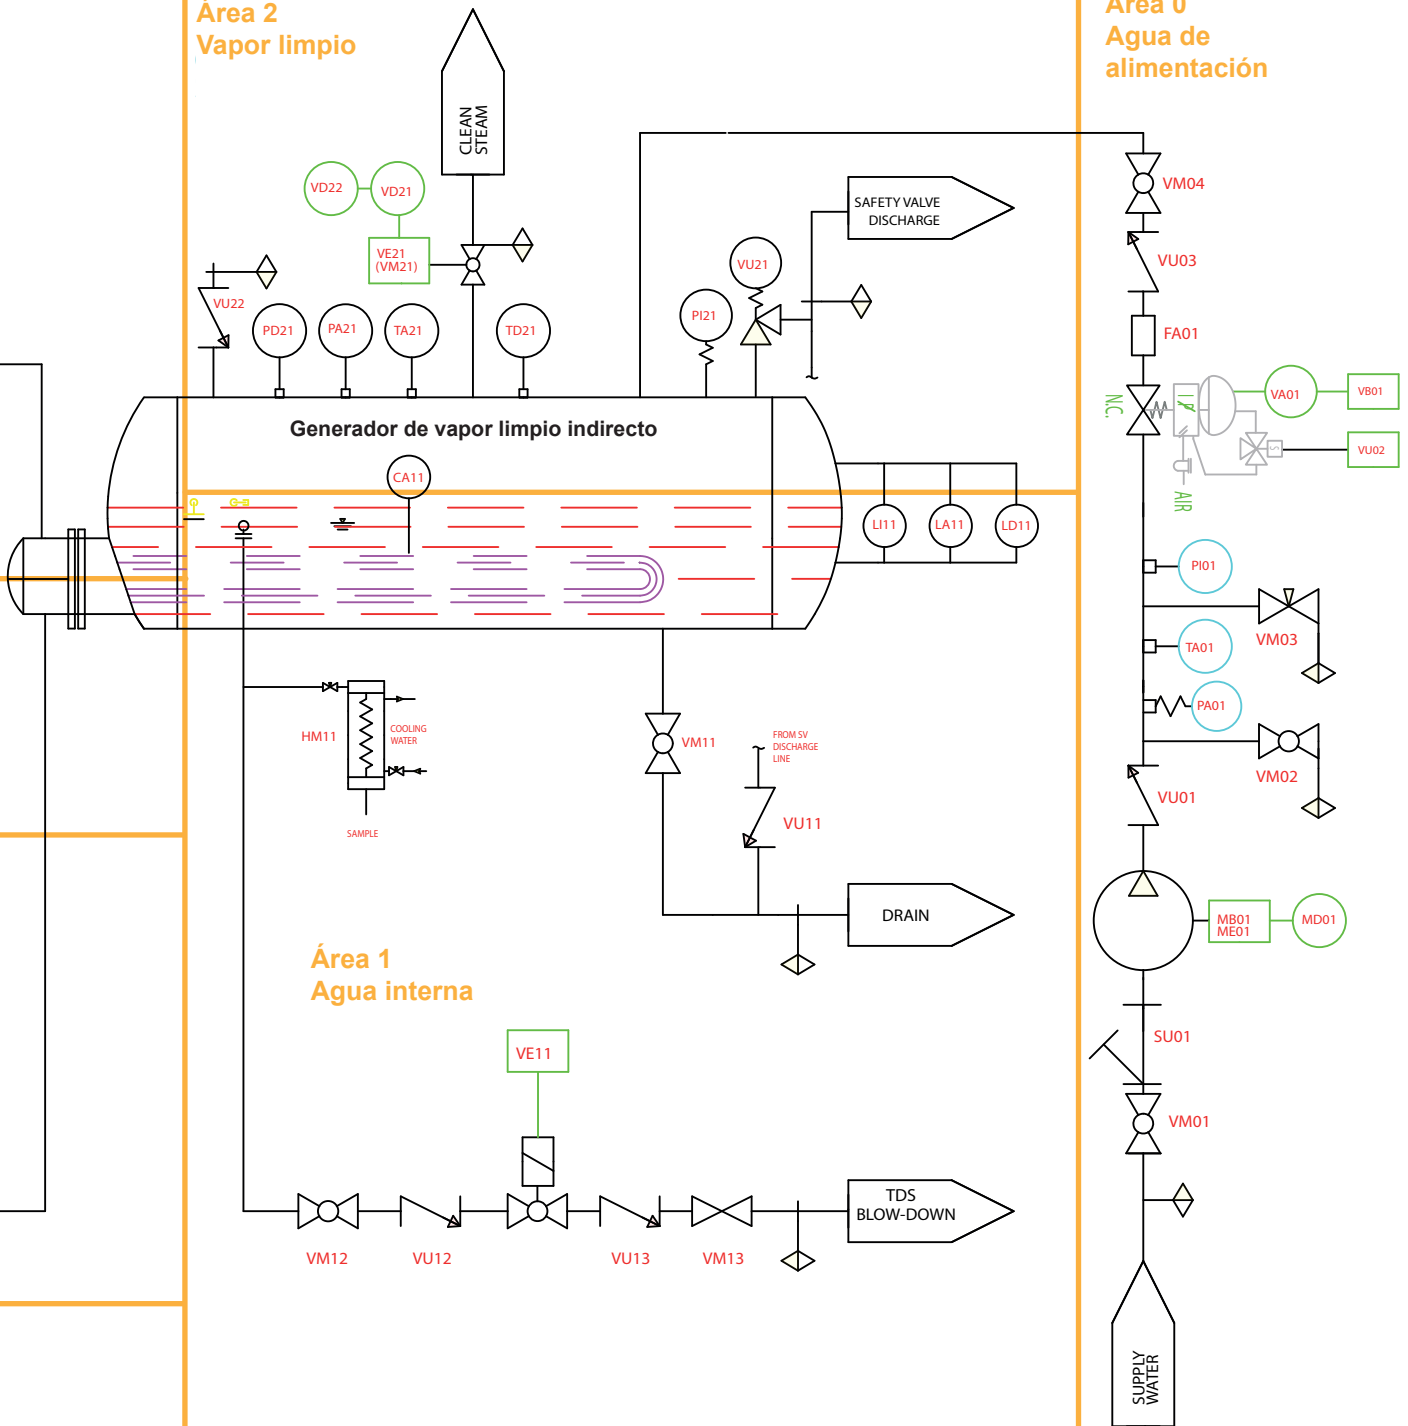 Área 2
Vapor limpio
Área 0
Agua de
alimentación
CLEAN
STEAM
VD22
VD21
VE21
(VM21)
SAFETY VALVE
DISCHARGE
VM04
VU03
VU22
PD21
PA21
TA21
TD21
PI21
VU21
FA01
N.C.
I/P
VA01
VB01
S
VU02
AIR
Generador de vapor limpio indirecto
CA11
LI11
LA11
LD11
PI01
VM03
TA01
PA01
VM02
VU01
HM11
COOLING
WATER
SAMPLE
VM11
FROM SV
DISCHARGE
LINE
VU11
DRAIN
MB01
ME01
MD01
Área 1
Agua interna
SU01
VE11
VM01
VM12
VU12
VU13
VM13
TDS
BLOW-DOWN
SUPPLY
WATER